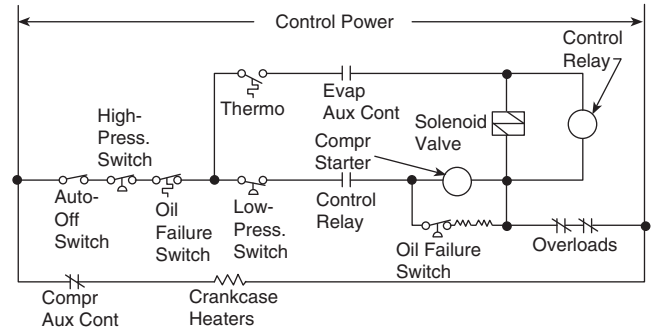 Control Power
Control
Relay
Thermo
Evap
Aux Cont
Solenoid
Valve
High-
Press.
Switch
Compr
Starter
Auto-
Off
Switch
Oil
Failure
Switch
Low-
Press.
Switch
Control
Relay
Oil Failure
Switch
Overloads
Compr
Aux Cont
Crankcase
Heaters